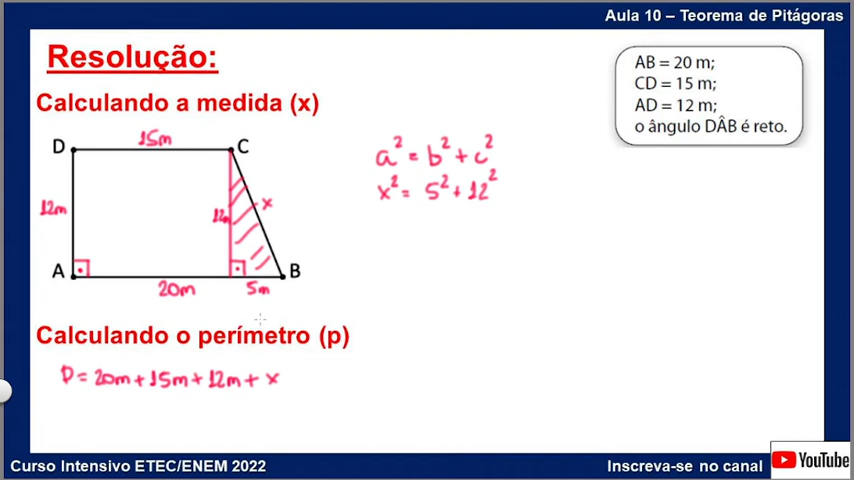 Aula 10 – Teorema de Pitágoras
Resolução:
AB = 20 m;
CD = 15 m;
AD = 12 m;
o ângulo DÂB é reto.
Calculando a medida (x)
15m
D
C
a² = b² + c²
x² = 5² + 12²
12m
12m
x
A
B
20m
5m
Calculando o perímetro (p)
P = 20m + 15m + 12m + x
Curso Intensivo ETEC/ENEM 2022
Inscreva-se no canal
YouTube